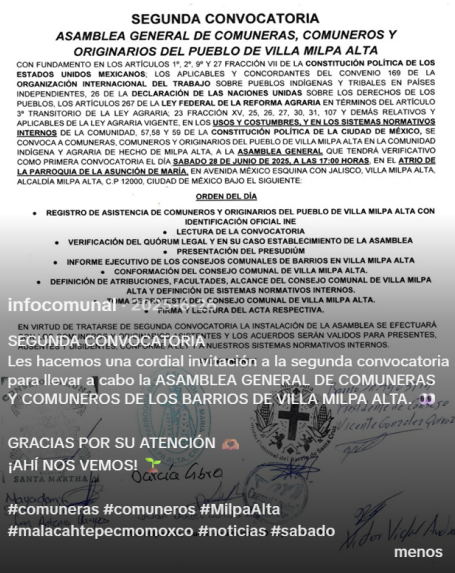 SEGUNDA CONVOCATORIA
ASAMBLEA GENERAL DE COMUNERAS, COMUNEROS Y
ORIGINARIOS DEL PUEBLO DE VILLA MILPA ALTA
CON FUNDAMENTO EN LOS ARTÍCULOS 1º, 2º, 9º Y 27 FRACCIÓN VII DE LA CONSTITUCIÓN POLÍTICA DE LOS
ESTADOS UNIDOS MEXICANOS; LOS APLICABLES Y CONCORDANTES DEL CONVENIO 169 DE LA
ORGANIZACIÓN INTERNACIONAL DEL TRABAJO SOBRE PUEBLOS INDÍGENAS Y TRIBALES EN PAÍSES
INDEPENDIENTES, 26 DE LA DECLARACIÓN DE LAS NACIONES UNIDAS SOBRE LOS DERECHOS DE LOS
PUEBLOS, LOS ARTÍCULOS 267 DE LA LEY FEDERAL DE LA REFORMA AGRARIA EN TÉRMINOS DEL ARTÍCULO
3º TRANSITORIO DE LA LEY AGRARIA; 23 FRACCIÓN XV, 25, 26, 27, 30, 31, 107 Y DEMÁS RELATIVOS Y
APLICABLES DE LA LEY AGRARIA VIGENTE, EN LOS USOS Y COSTUMBRES, Y EN LOS SISTEMAS NORMATIVOS
INTERNOS DE LA COMUNIDAD, 57,58 Y 59 DE LA CONSTITUCIÓN POLÍTICA DE LA CIUDAD DE MÉXICO, SE
CONVOCA A COMUNERAS, COMUNEROS Y ORIGINARIOS DEL PUEBLO DE VILLA MILPA ALTA EN LA COMUNIDAD
INDÍGENA Y AGRARIA DE HECHO DE MILPA ALTA, A LA ASAMBLEA GENERAL QUE TENDRÁ VERIFICATIVO
COMO PRIMERA CONVOCATORIA EL DÍA SABADO 28 DE JUNIO DE 2025, A LAS 17:00 HORAS, EN EL ATRIO DE
LA PARROQUIA DE LA ASUNCIÓN DE MARÍA, EN AVENIDA MÉXICO ESQUINA CON JALISCO, VILLA MILPA ALTA,
ALCALDÍA MILPA ALTA, C.P 12000, CIUDAD DE MÉXICO BAJO EL SIGUIENTE:
ORDEN DEL DÍA
• REGISTRO DE ASISTENCIA DE COMUNEROS Y ORIGINARIOS DEL PUEBLO DE VILLA MILPA ALTA CON
IDENTIFICACIÓN OFICIAL INE
• LECTURA DE LA CONVOCATORIA
• VERIFICACIÓN DEL QUÓRUM LEGAL Y EN SU CASO ESTABLECIMIENTO DE LA ASAMBLEA
• PRESENTACIÓN DEL PRESÍDIUM
• INFORME EJECUTIVO DE LOS CONSEJOS COMUNALES DE BARRIOS EN VILLA MILPA ALTA
• CONFORMACIÓN DEL CONSEJO COMUNAL DE VILLA MILPA ALTA.
• DEFINICIÓN DE ATRIBUCIONES, FACULTADES, ALCANCE DEL CONSEJO COMUNAL DE VILLA MILPA
ALTA Y DEFINICIÓN DE SISTEMAS NORMATIVOS INTERNOS.
• TOMA DE PROTESTA DEL CONSEJO COMUNAL DE VILLA MILPA ALTA.
FIRMA Y LECTURA DEL ACTA RESPECTIVA.
infocomunal
EN VIRTUD DE TRATARSE DE SEGUNDA CONVOCATORIA LA INSTALACIÓN DE LA ASAMBLEA SE EFECTUARÁ
LOS ACUERDOS SERÁN VALIDADOS PARA PRESENTES,
NUESTROS SISTEMAS NORMATIVOS INTERNOS.
SEGUNDA CONVOCATORIA
Les hacemos la cordial invitación a la segunda convocatoria
para llevar a cabo la ASAMBLEA GENERAL DE COMUNERAS
Y COMUNEROS DE LOS BARRIOS DE VILLA MILPA ALTA. 👀
GRACIAS POR SU ATENCIÓN 🫶🏽
¡AHÍ NOS VEMOS! 🌱
SANTA MARTHA
#comuneras #comuneros #MilpaAlta
#malacahtepecmomoxco #noticias #sabado
menos